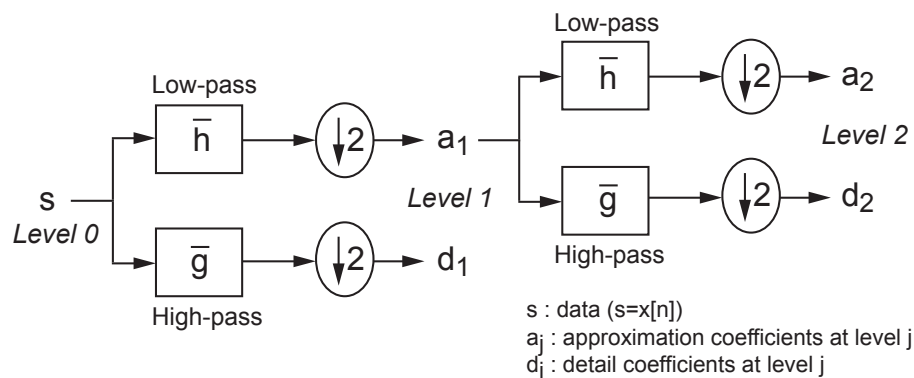 Low-pass
h̅
↓2
a₂
Low-pass
h̅
↓2
a₁
Level 2
s
Level 0
Level 1
g̅
↓2
d₂
High-pass
g̅
↓2
d₁
High-pass
s : data (s=x[n])
aⱼ : approximation coefficients at level j
dⱼ : detail coefficients at level j